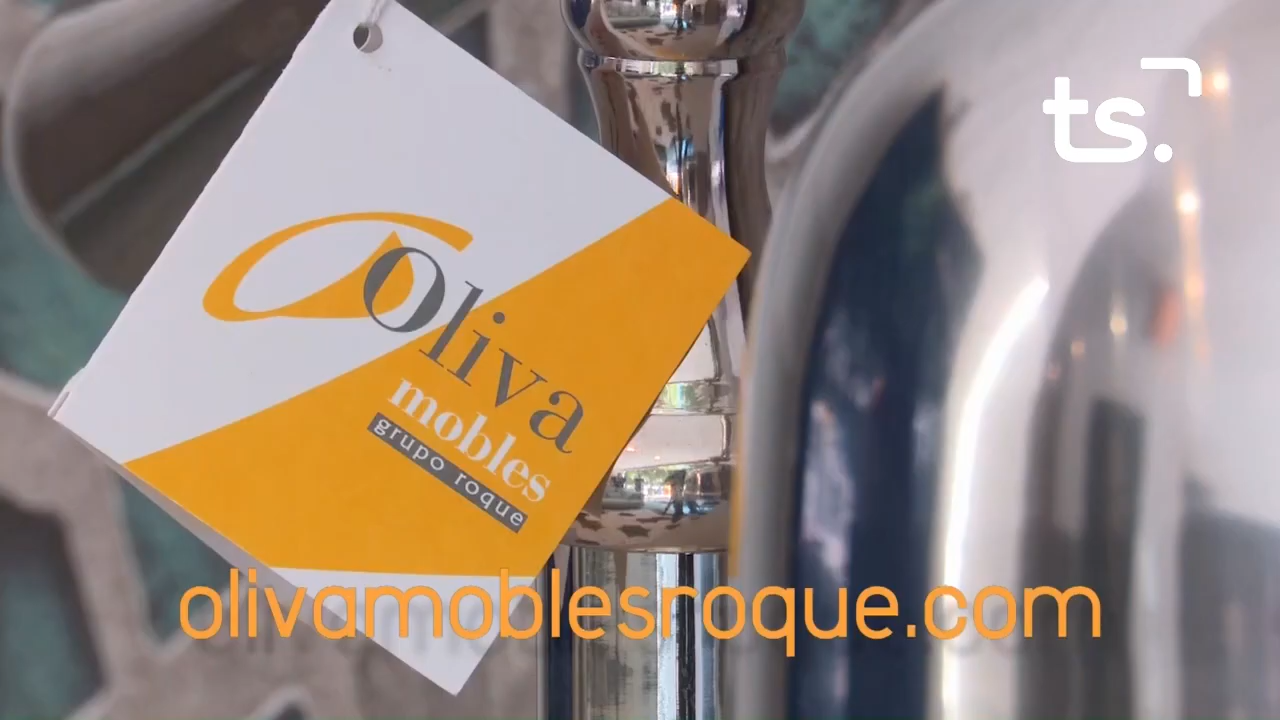 ts.
Oliva
mobles
grupo roque
olivamoblesroque.com